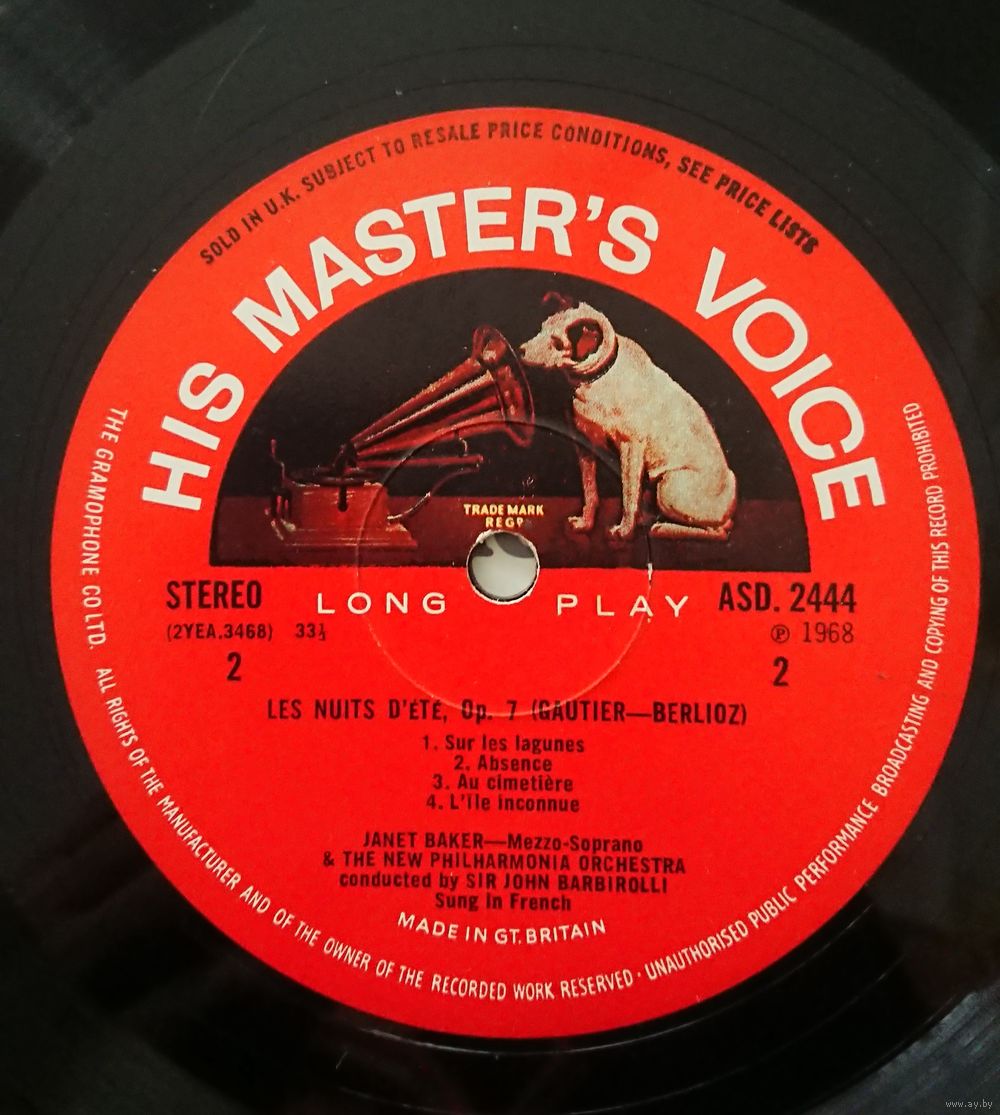 SOLD IN U.K. SUBJECT TO RESALE PRICE CONDITIONS, SEE PRICE LISTS
HIS MASTER'S VOICE
TRADE MARK
REGD
STEREO
LONG PLAY
ASD. 2444
(2YEA.3468) 33⅓
℗ 1968
2
2
LES NUITS D'ÉTÉ, Op. 7 (GAUTIER—BERLIOZ)
1. Sur les lagunes
2. Absence
3. Au cimetière
4. L'Île inconnue
JANET BAKER—Mezzo-Soprano
& THE NEW PHILHARMONIA ORCHESTRA
conducted by SIR JOHN BARBIROLLI
Sung in French
MADE IN GT. BRITAIN
THE GRAMOPHONE CO LTD. ALL RIGHTS OF THE MANUFACTURER AND OF THE OWNER OF THE RECORDED WORK RESERVED · UNAUTHORISED PUBLIC PERFORMANCE BROADCASTING AND COPYING OF THIS RECORD PROHIBITED
www.ay.by